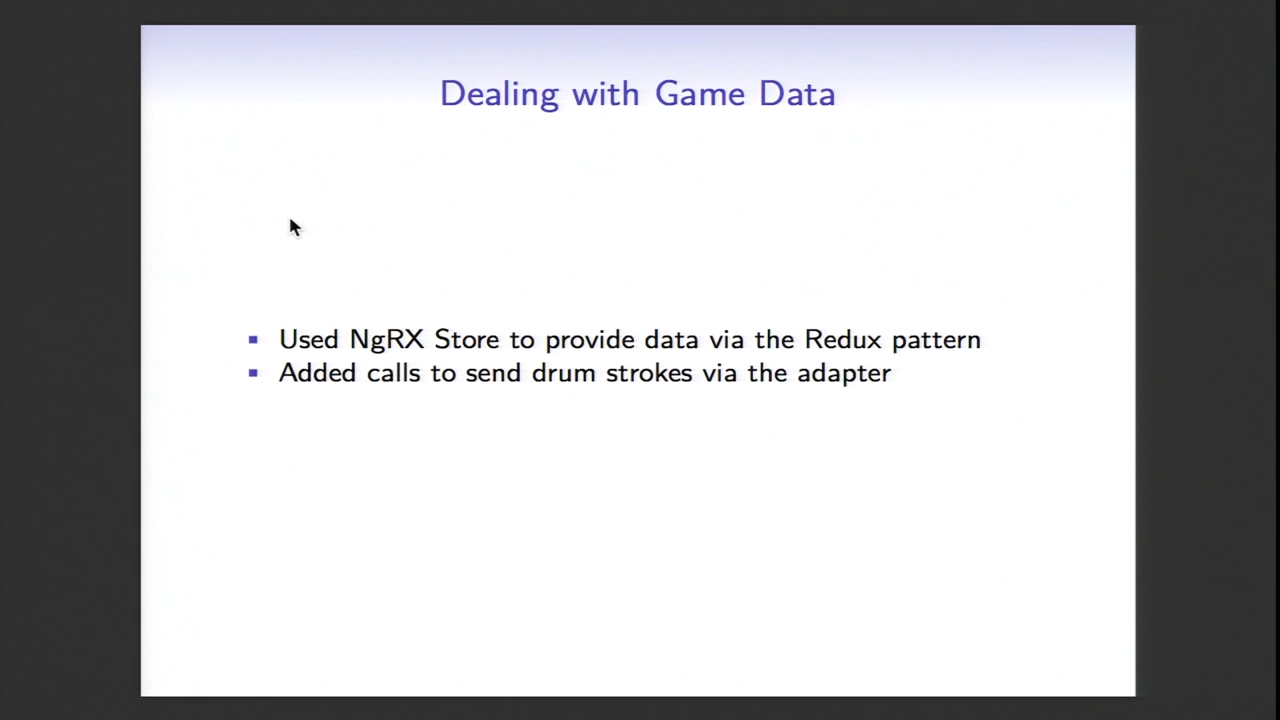 Dealing with Game Data
Used NgRX Store to provide data via the Redux pattern
Added calls to send drum strokes via the adapter